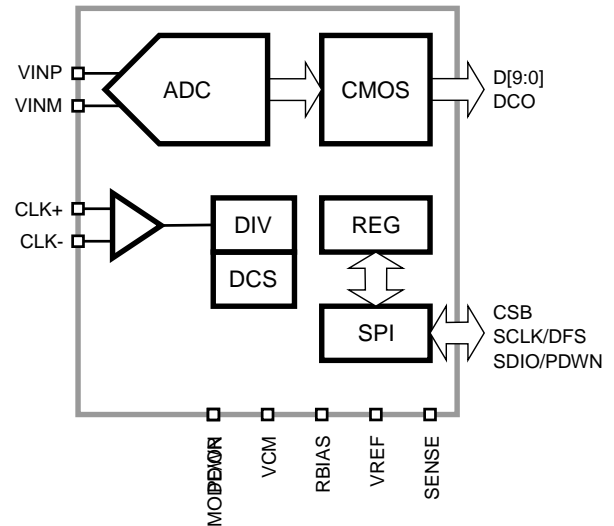 VINP
VINM
ADC
CMOS
D[9:0]
DCO
CLK+
CLK-
DIV
DCS
REG
SPI
CSB
SCLK/DFS
SDIO/PDWN
VCM
RBIAS
VREF
SENSE